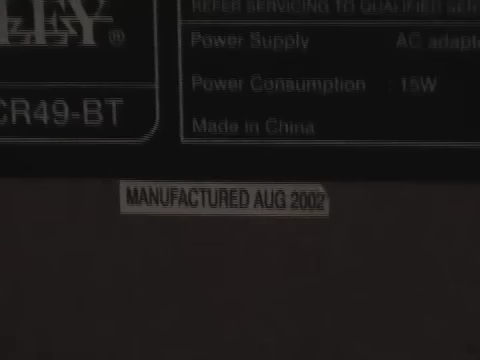 REFER SERVICING TO QUALIFIED
LEY®
Power Supply AC adapt
Power Consumption 15W
CR49-BT
Made in China
MANUFACTURED AUG 2002